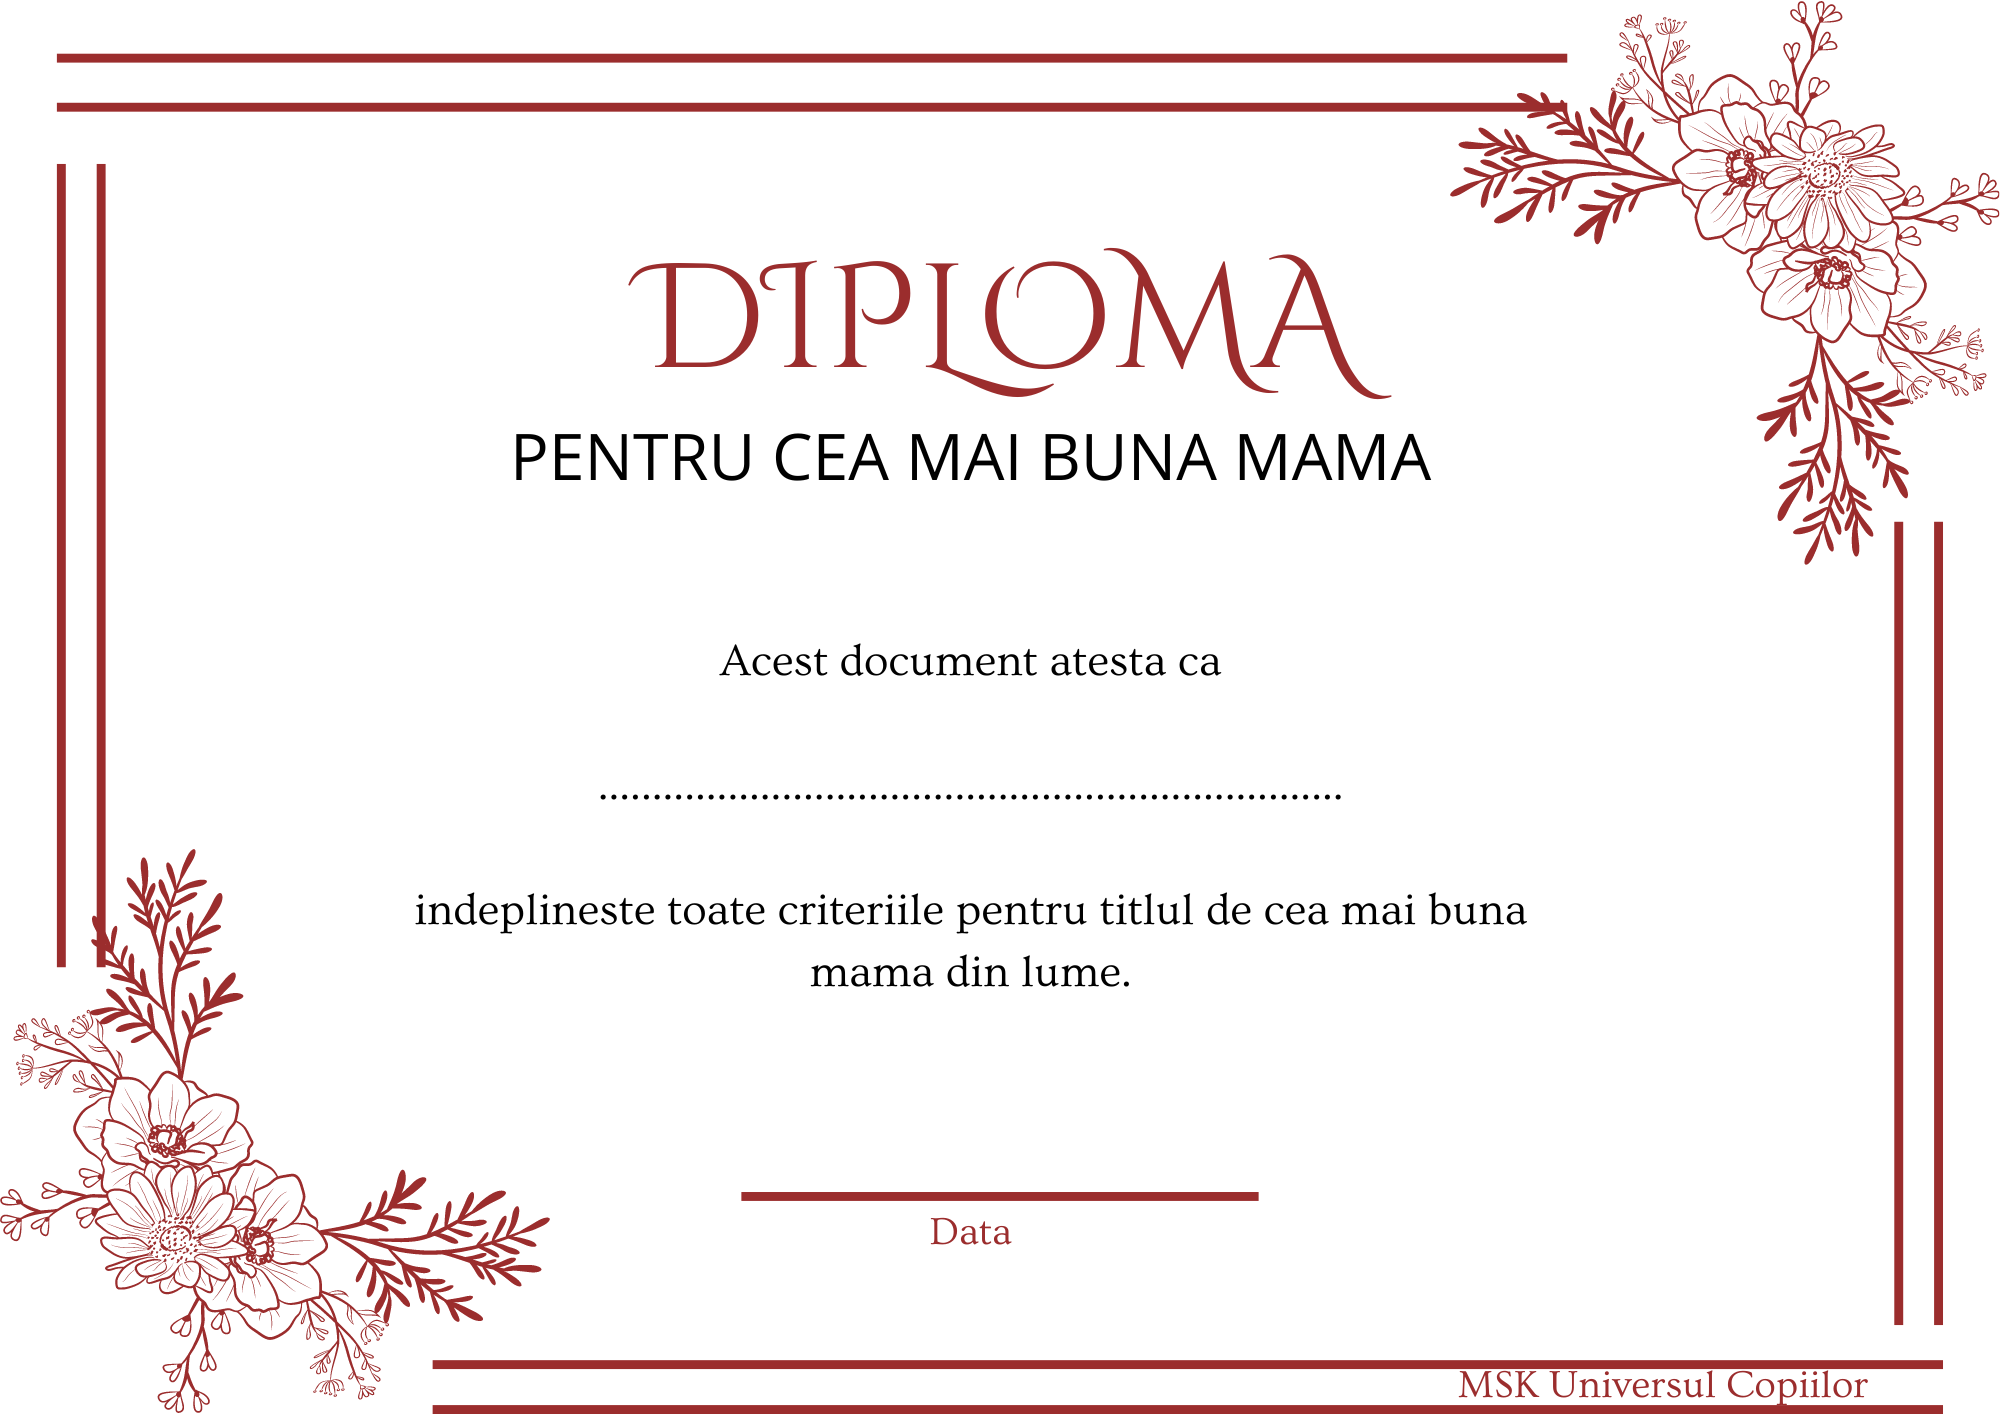 DIPLOMA
PENTRU CEA MAI BUNA MAMA
Acest document atesta ca
.....................................................................
indeplineste toate criteriile pentru titlul de cea mai buna
mama din lume.
Data
MSK Universul Copiilor